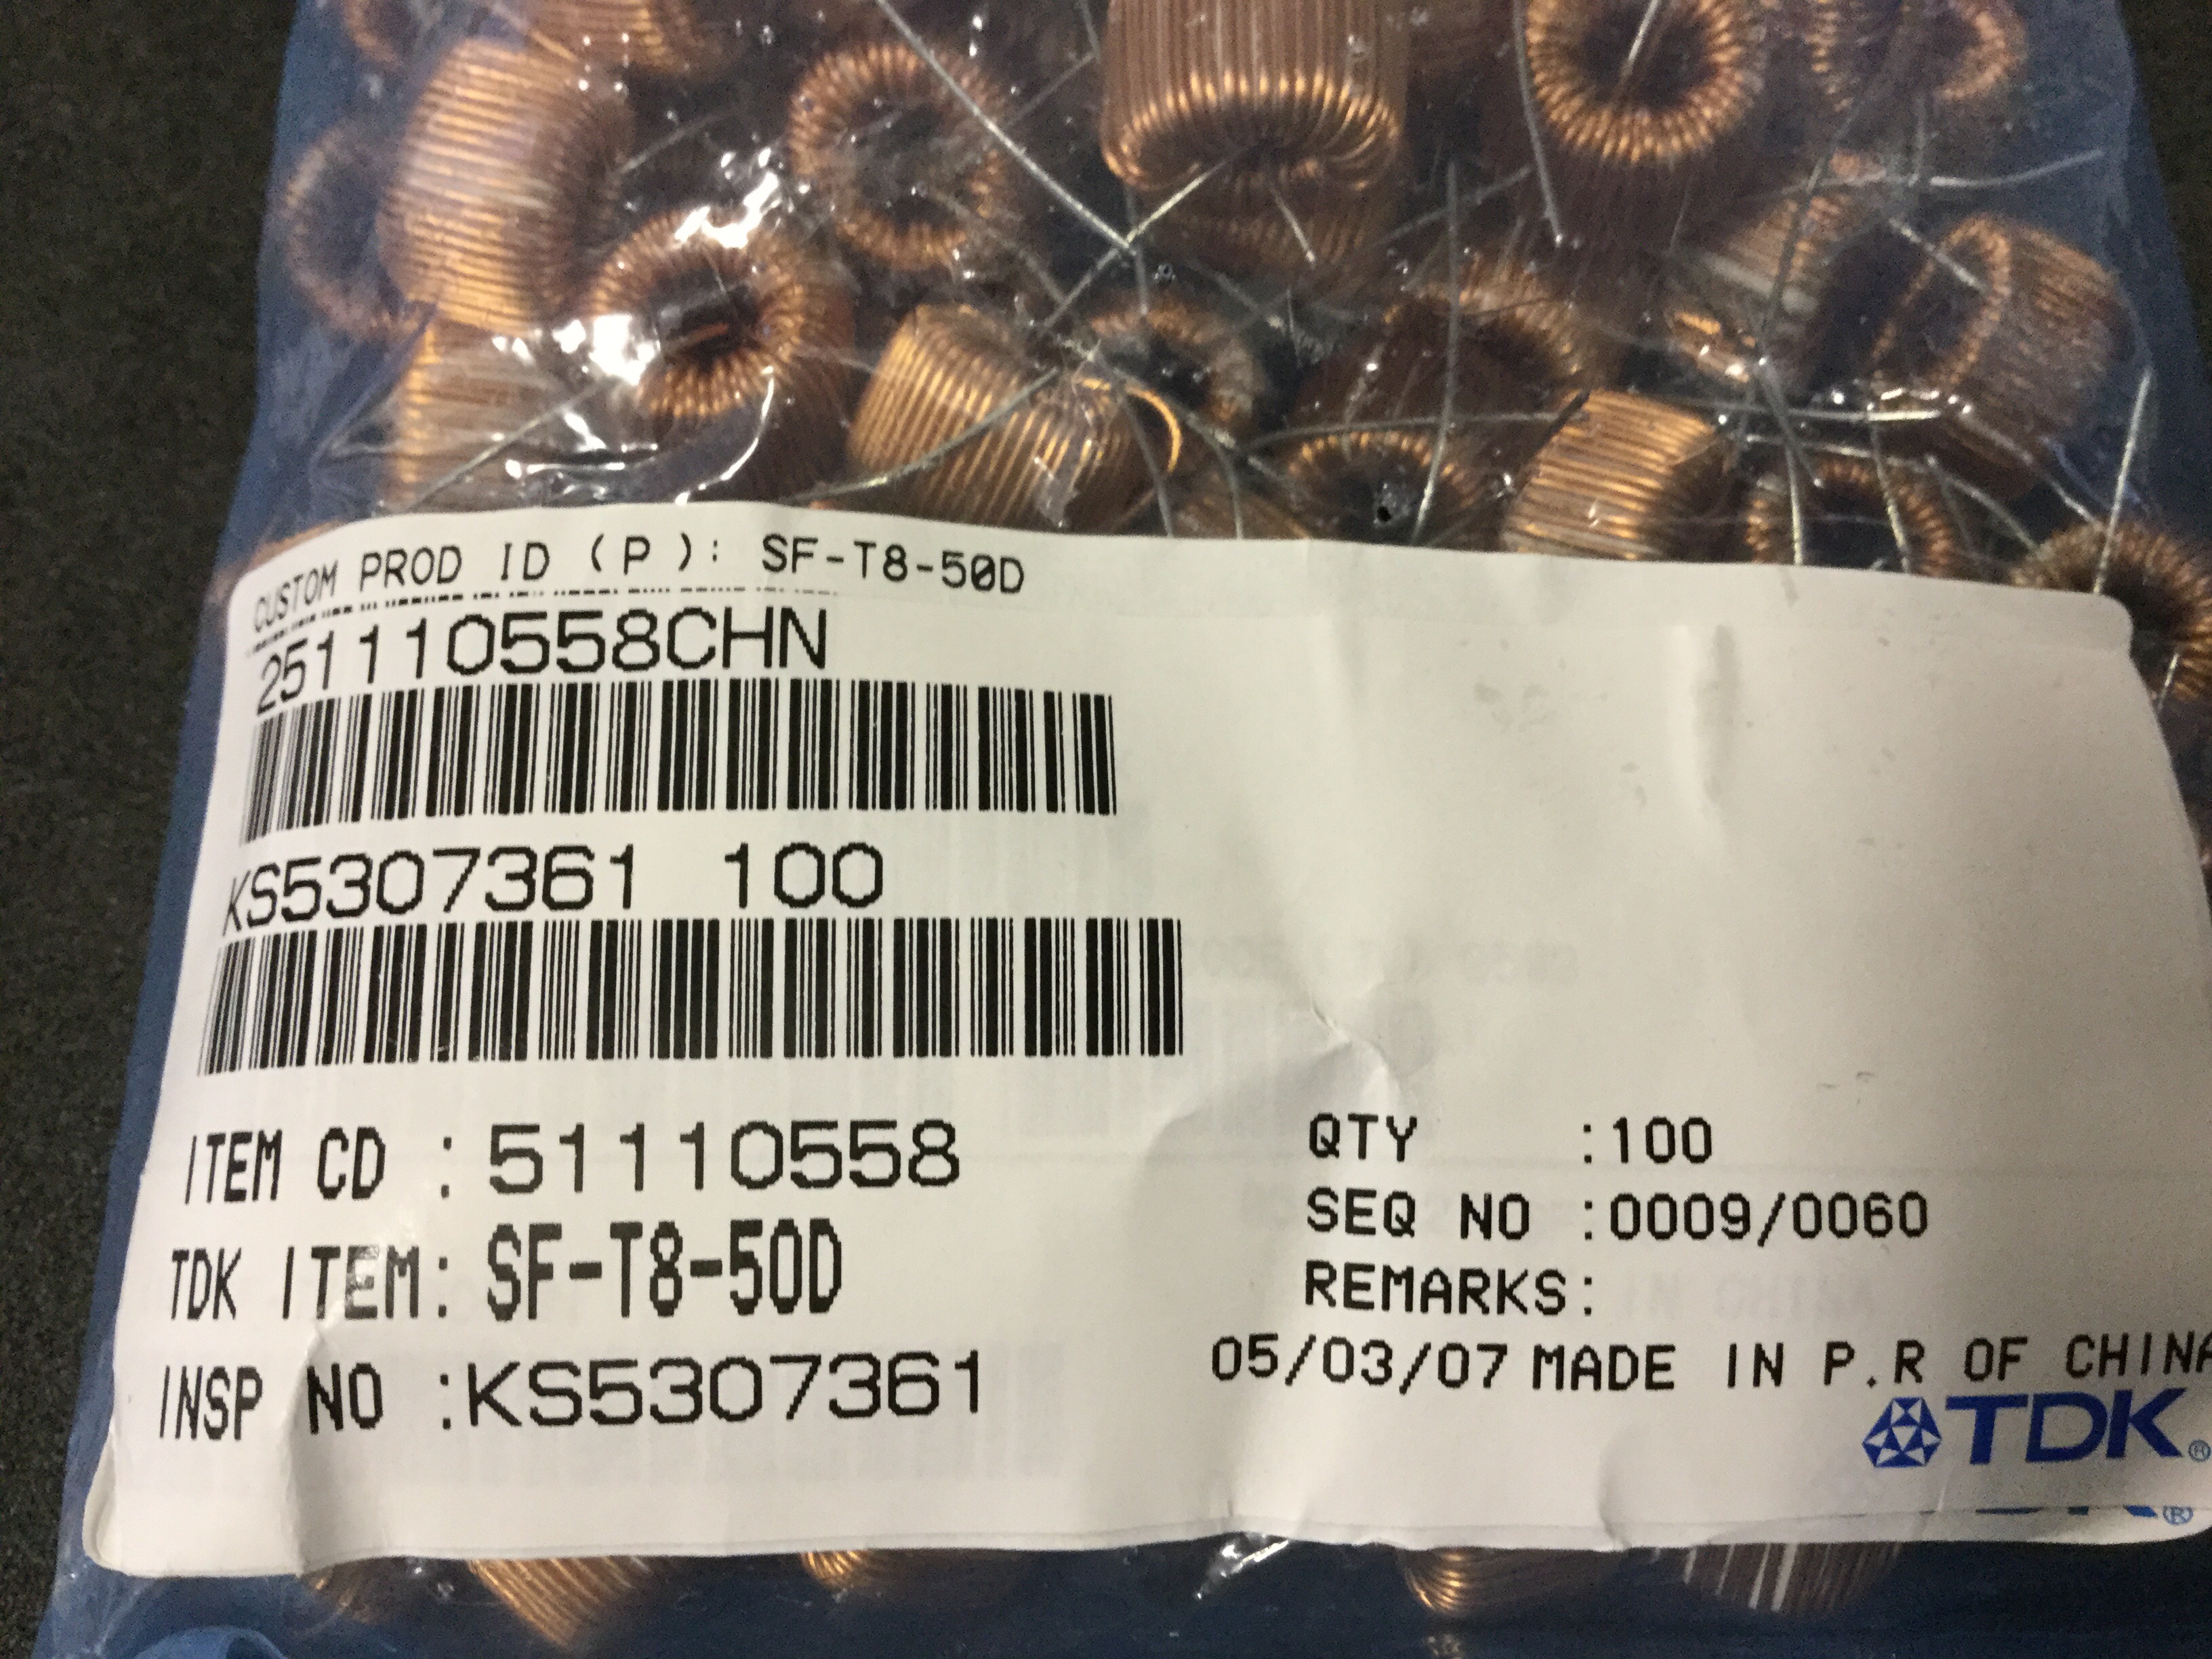 CUSTOM PROD ID (P): SF-T8-50D
251110558CHN
KS5307361 100
ITEM CD : 51110558
QTY :100
SEQ NO :0009/0060
TDK ITEM: SF-T8-50D
REMARKS:
INSP NO :KS5307361
05/03/07 MADE IN P.R OF CHINA
TDK®
®